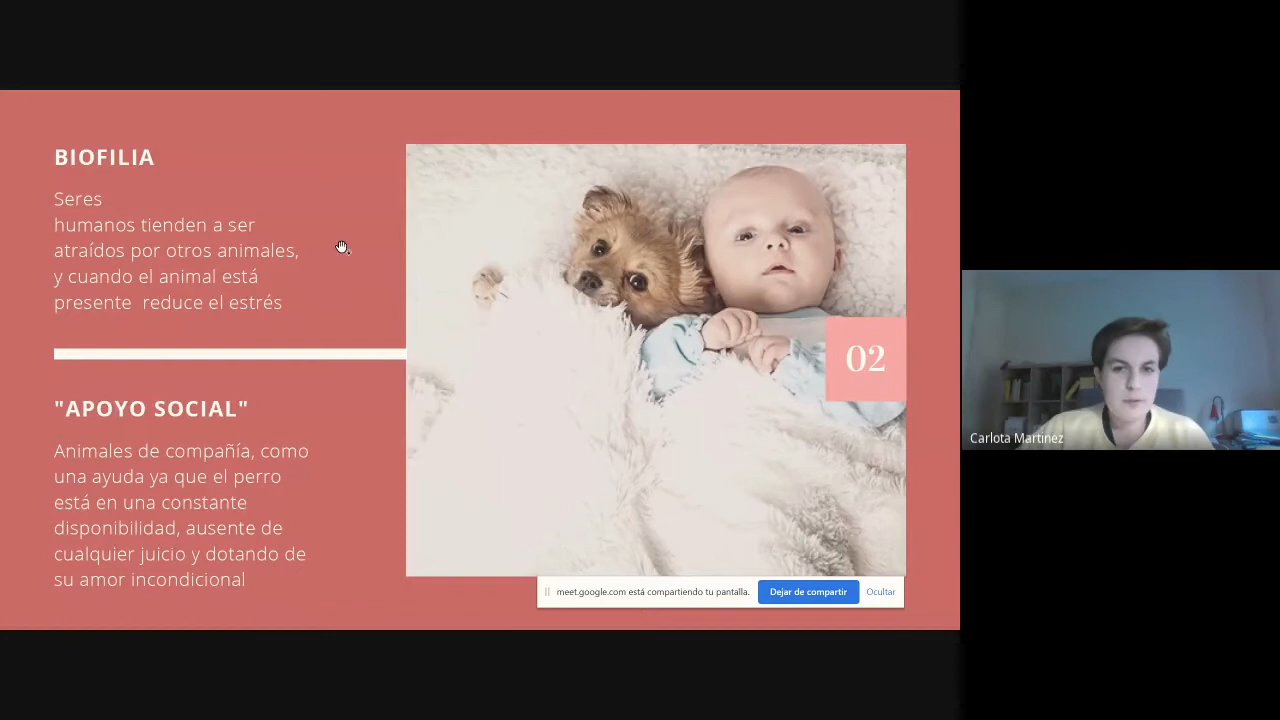 BIOFILIA
Seres
humanos tienden a ser
atraídos por otros animales,
y cuando el animal está
presente  reduce el estrés
02
"APOYO SOCIAL"
Animales de compañía, como
una ayuda ya que el perro
está en una constante
disponibilidad, ausente de
cualquier juicio y dotando de
su amor incondicional
meet.google.com está compartiendo tu pantalla.
Dejar de compartir
Ocultar
Carlota Martinez